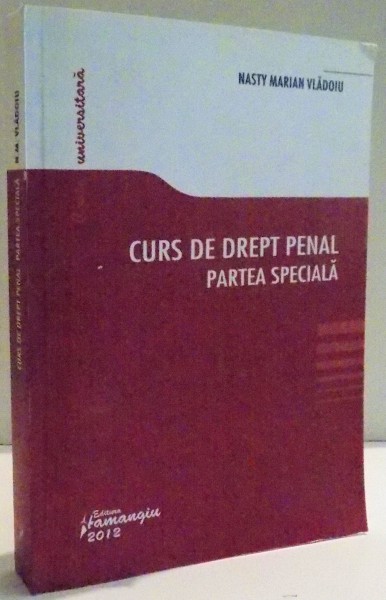 NASTY MARIAN VLĂDOIU
universitară
CURS DE DREPT PENAL
PARTEA SPECIALĂ
Editura
Hamangiu
2012
N.M. VLĂDOIU
CURS DE DREPT PENAL. PARTEA SPECIALĂ